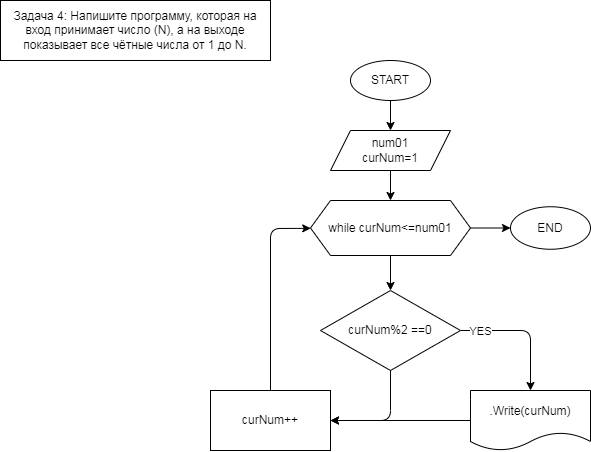 Задача 4: Напишите программу, которая на
вход принимает число (N), а на выходе
показывает все чётные числа от 1 до N.
START
num01
curNum=1
while curNum<=num01
END
curNum%2 ==0
YES
.Write(curNum)
curNum++